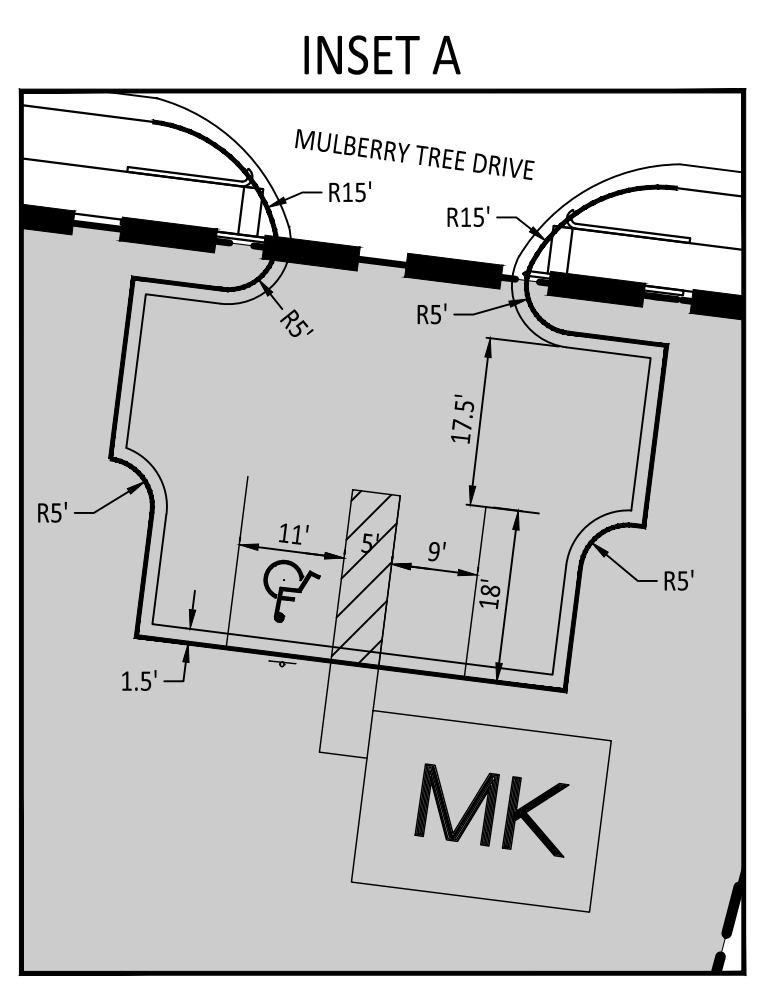 INSET A
MULBERRY TREE DRIVE
R15'
R15'
R5'
R5'
17.5'
R5'
11'
5'
9'
18'
R5'
1.5'
MK